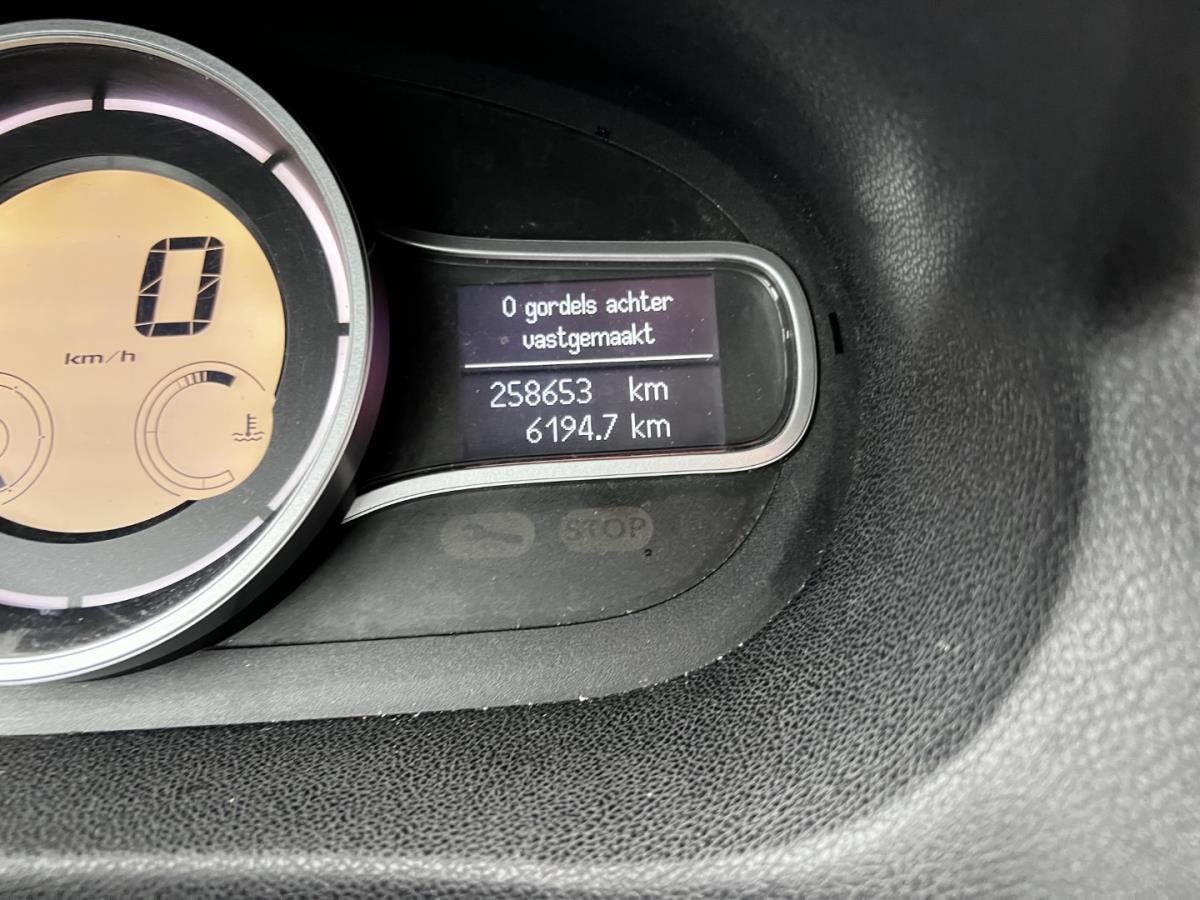 0
km/h
0 gordels achter
vastgemaakt
258653 km
6194.7 km
STOP